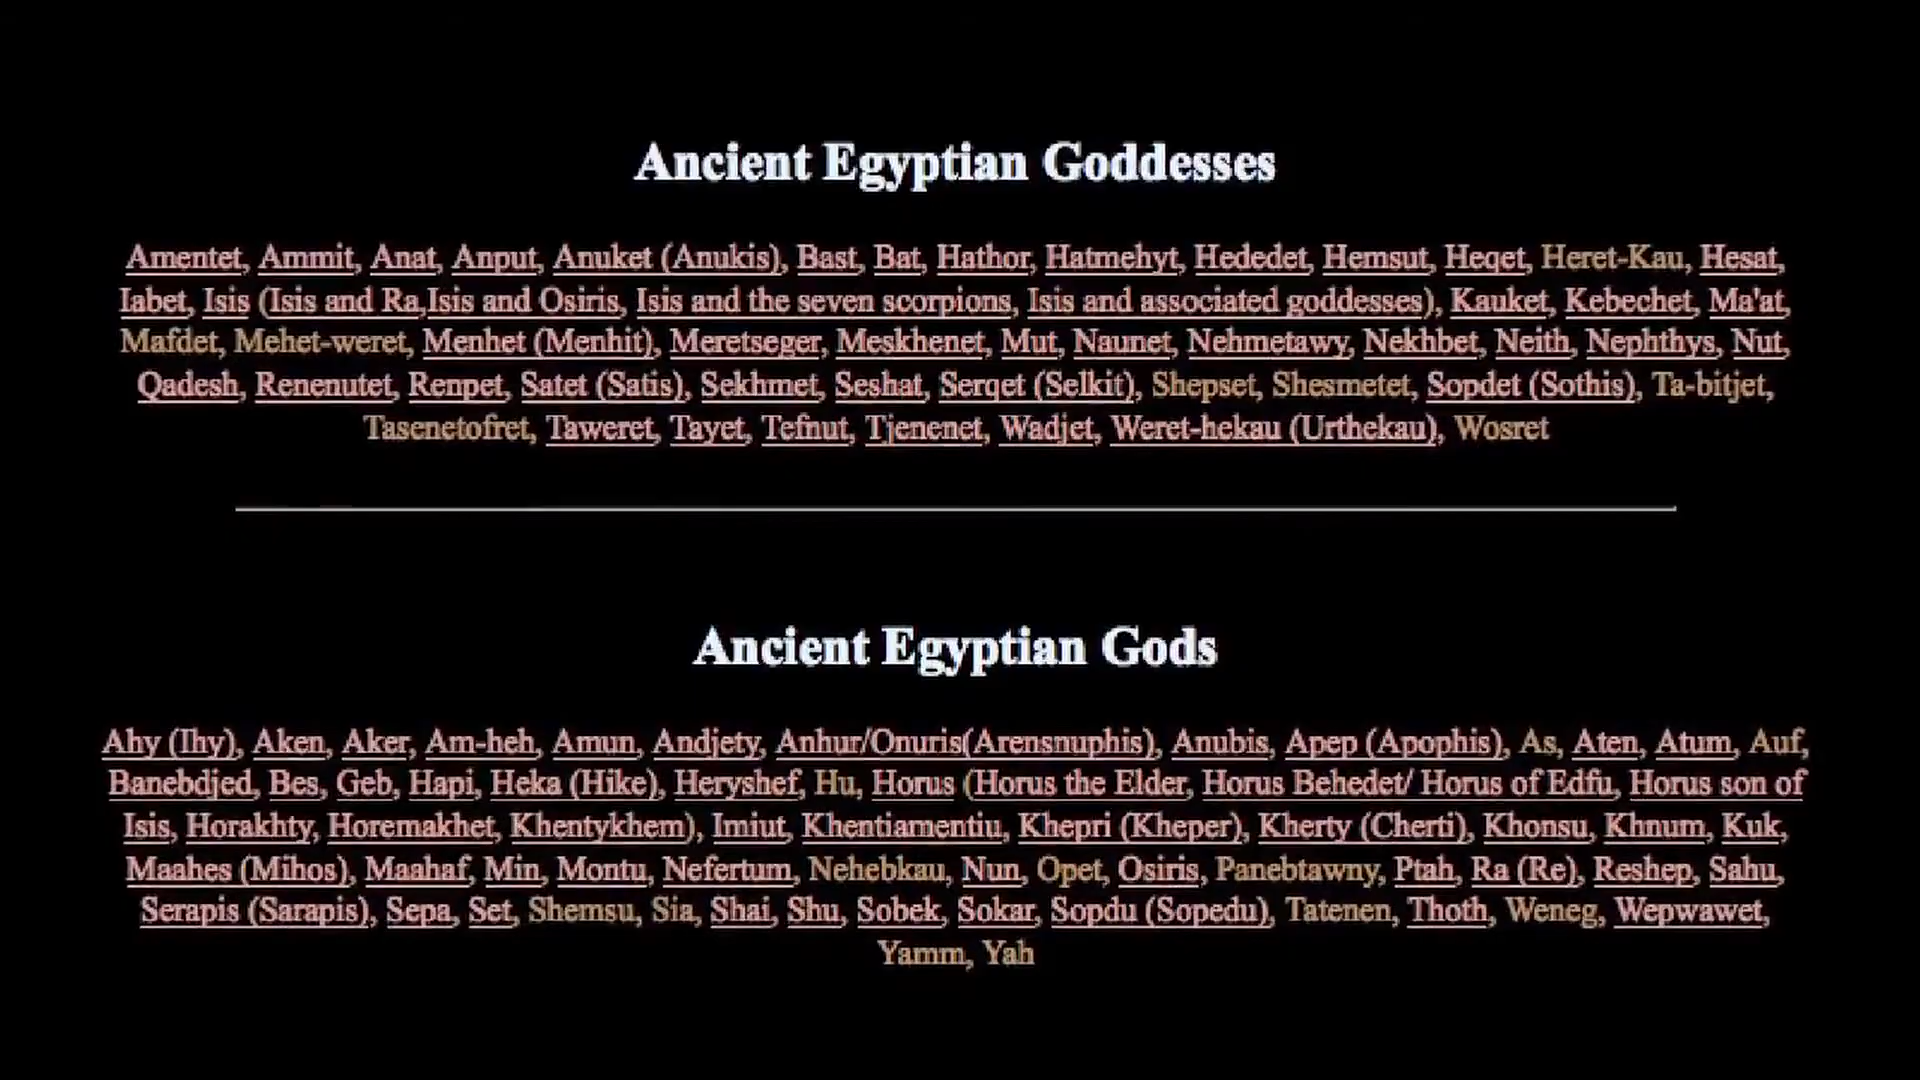 Ancient Egyptian Goddesses
Amentet, Ammit, Anat, Anput, Anuket (Anukis), Bast, Bat, Hathor, Hatmehyt, Hededet, Hemsut, Heqet, Heret-Kau, Hesat,
Iabet, Isis (Isis and Ra,Isis and Osiris, Isis and the seven scorpions, Isis and associated goddesses), Kauket, Kebechet, Ma'at,
Mafdet, Mehet-weret, Menhet (Menhit), Meretseger, Meskhenet, Mut, Naunet, Nehmetawy, Nekhbet, Neith, Nephthys, Nut,
Qadesh, Renenutet, Renpet, Satet (Satis), Sekhmet, Seshat, Serqet (Selkit), Shepset, Shesmetet, Sopdet (Sothis), Ta-bitjet,
Tasenetofret, Taweret, Tayet, Tefnut, Tjenenet, Wadjet, Weret-hekau (Urthekau), Wosret
Ancient Egyptian Gods
Ahy (Ihy), Aken, Aker, Am-heh, Amun, Andjety, Anhur/Onuris(Arensnuphis), Anubis, Apep (Apophis), As, Aten, Atum, Auf,
Banebdjed, Bes, Geb, Hapi, Heka (Hike), Heryshef, Hu, Horus (Horus the Elder, Horus Behedet/ Horus of Edfu, Horus son of
Isis, Horakhty, Horemakhet, Khentykhem), Imiut, Khentiamentiu, Khepri (Kheper), Kherty (Cherti), Khonsu, Khnum, Kuk,
Maahes (Mihos), Maahaf, Min, Montu, Nefertum, Nehebkau, Nun, Opet, Osiris, Panebtawny, Ptah, Ra (Re), Reshep, Sahu,
Serapis (Sarapis), Sepa, Set, Shemsu, Sia, Shai, Shu, Sobek, Sokar, Sopdu (Sopedu), Tatenen, Thoth, Weneg, Wepwawet,
Yamm, Yah